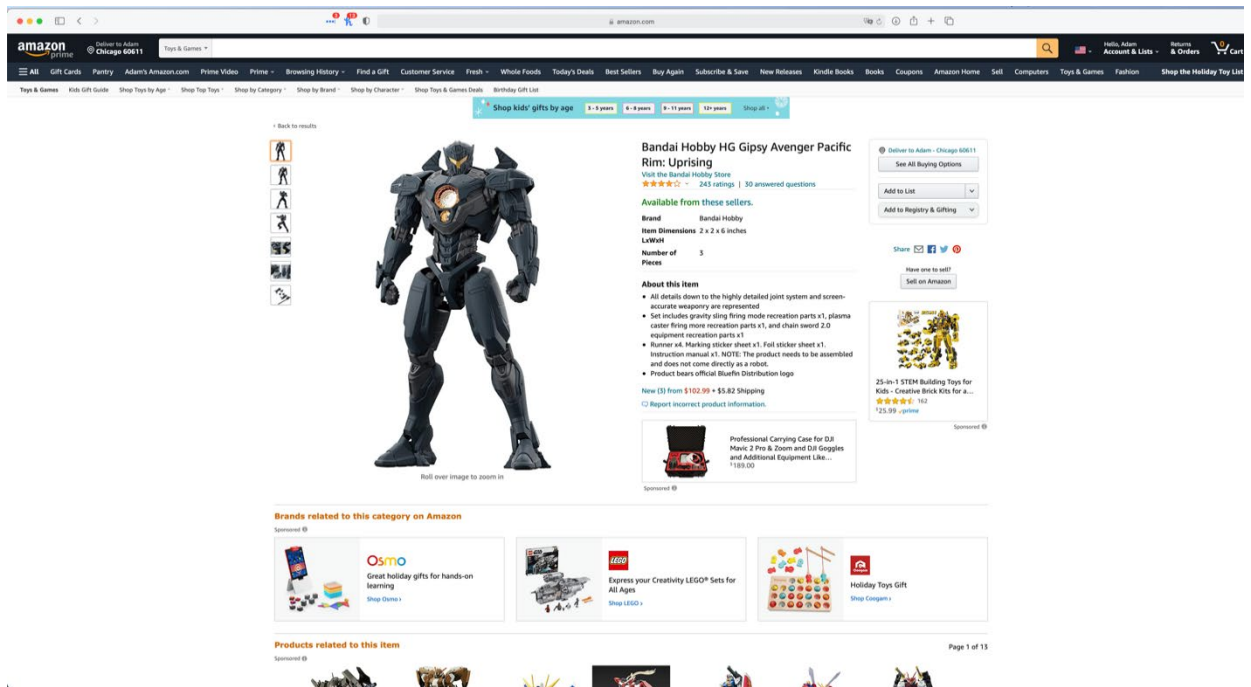 amazon.com
amazon prime
Deliver to Adam
Chicago 60611
Toys & Games
Hello, Adam
Account & Lists
Returns
& Orders
0
Cart
All Gift Cards Pantry Adam's Amazon.com Prime Video Prime Browsing History Find a Gift Customer Service Fresh Whole Foods Today's Deals Best Sellers Buy Again Subscribe & Save New Releases Kindle Books Books Coupons Amazon Home Sell Computers Toys & Games Fashion Shop the Holiday Toy List
Toys & Games Kids Gift Guide Shop Toys by Age Shop Top Toys Shop by Category Shop by Brand Shop by Character Shop Toys & Games Deals Birthday Gift List
Shop kids' gifts by age 3 - 5 years 6 - 8 years 9 - 11 years 12+ years Shop all ›
‹ Back to results
Bandai Hobby HG Gipsy Avenger Pacific
Rim: Uprising
Visit the Bandai Hobby Store
243 ratings | 30 answered questions
Available from these sellers.
Brand Bandai Hobby
Item Dimensions 2 x 2 x 6 inches
LxWxH
Number of 3
Pieces
About this item
• All details down to the highly detailed joint system and screen-
accurate weaponry are represented
• Set includes gravity sling firing mode recreation parts x1, plasma
caster firing more recreation parts x1, and chain sword 2.0
equipment recreation parts x1
• Runner x4. Marking sticker sheet x1. Foil sticker sheet x1.
Instruction manual x1. NOTE: The product needs to be assembled
and does not come directly as a robot.
• Product bears official Bluefin Distribution logo
New (3) from $102.99 + $5.82 Shipping
Report incorrect product information.
Roll over image to zoom in
Professional Carrying Case for DJI
Mavic 2 Pro & Zoom and DJI Goggles
and Additional Equipment Like...
$189.00
Sponsored
Deliver to Adam - Chicago 60611
See All Buying Options
Add to List
Add to Registry & Gifting
Share
Have one to sell?
Sell on Amazon
25-in-1 STEM Building Toys for
Kids - Creative Brick Kits for a...
162
$25.99 prime
Sponsored
Brands related to this category on Amazon
Sponsored
Osmo
Great holiday gifts for hands-on
learning
Shop Osmo ›
LEGO
Express your Creativity LEGO® Sets for
All Ages
Shop LEGO ›
Holiday Toys Gift
Shop Coogam ›
Products related to this item
Page 1 of 13
Sponsored